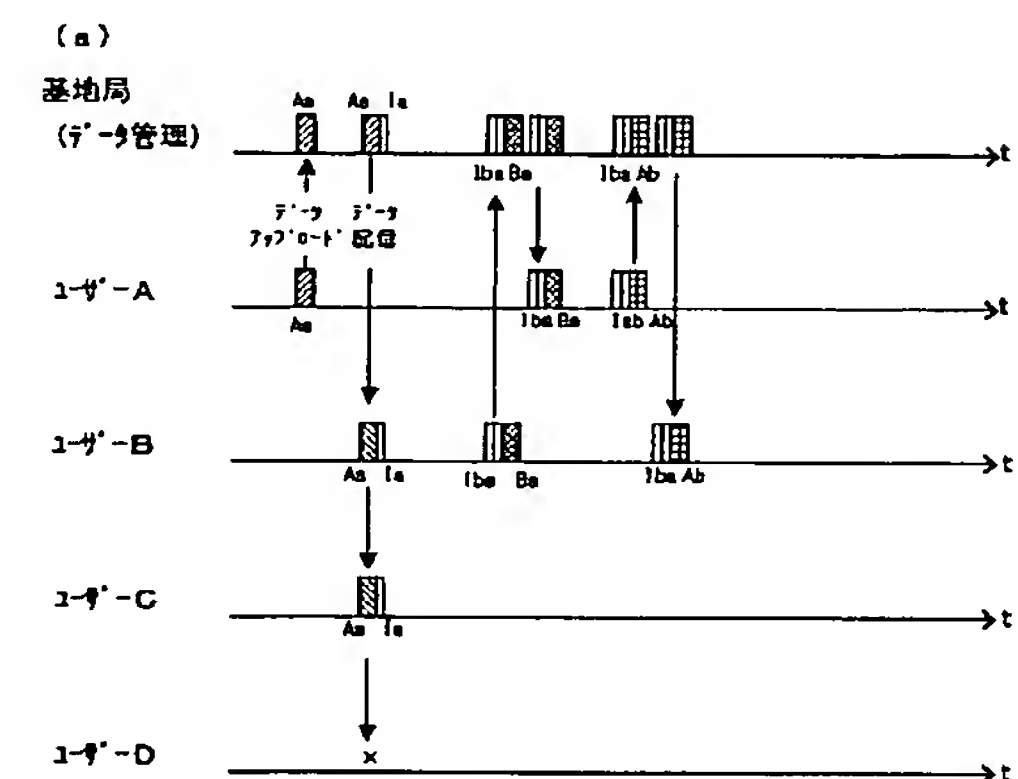 (a)
基地局
(ﾃﾞｰﾀ管理)
Aa
Aa Ia
Iba Ba
Iba Ab
t
ﾃﾞｰﾀ
ｱｯﾌﾟﾛｰﾄﾞ
ﾃﾞｰﾀ
配信
ﾕｰｻﾞｰA
Aa
Iba Ba
Iab Ab
t
ﾕｰｻﾞｰB
Aa Ia
Iba Ba
Iba Ab
t
ﾕｰｻﾞｰC
Aa Ia
t
ﾕｰｻﾞｰD
×
t